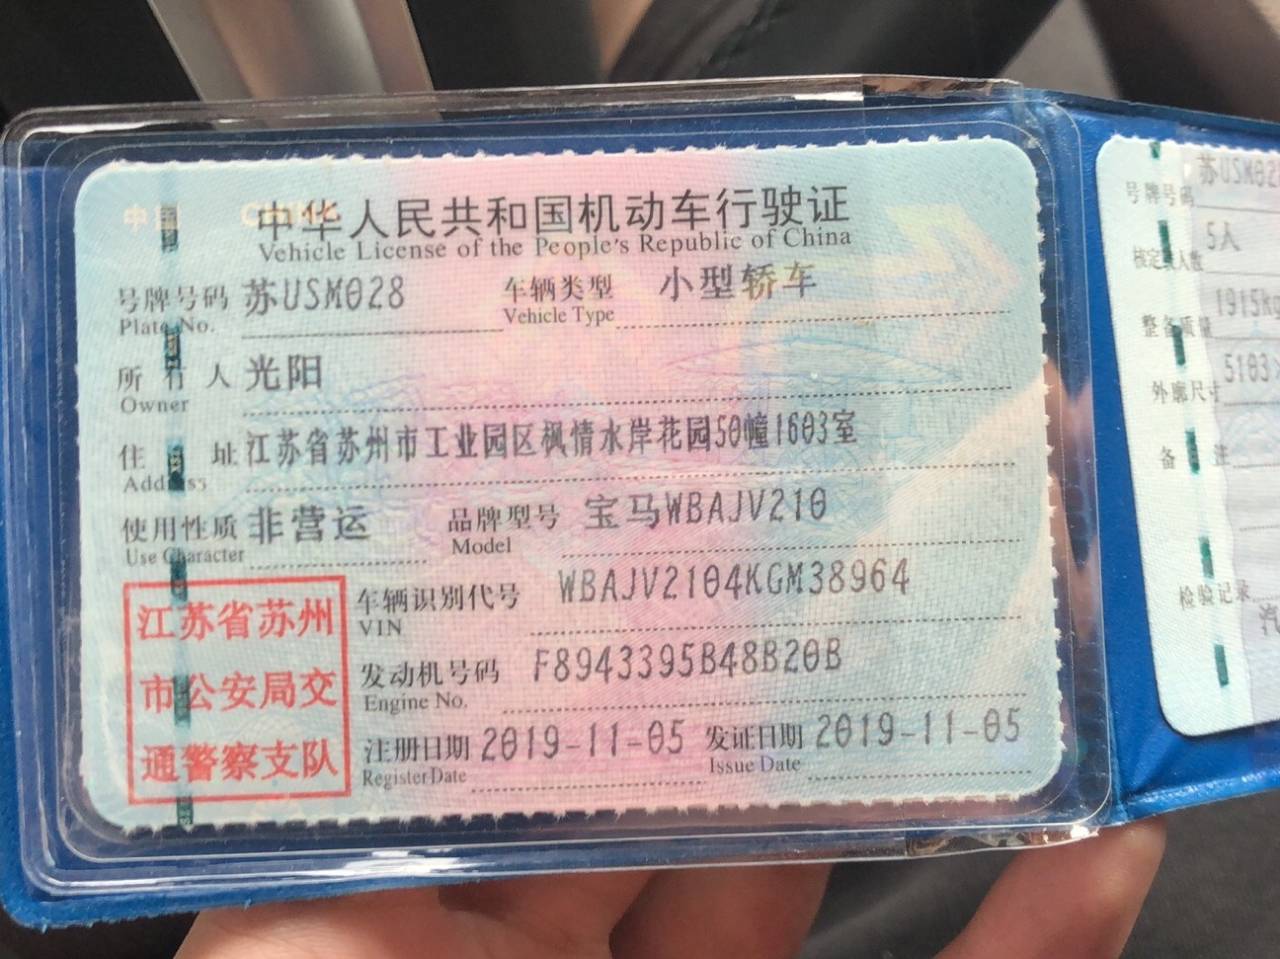 中国 CHINA
中华人民共和国机动车行驶证
Vehicle License of the People's Republic of China
号牌号码 苏USM028 车辆类型 小型轿车
Plate No. Vehicle Type
所有人 光阳
Owner
住址 江苏省苏州市工业园区枫情水岸花园50幢1603室
Address
使用性质 非营运 品牌型号 宝马WBAJV210
Use Character Model
车辆识别代号 WBAJV2104KGM38964
VIN
发动机号码 F8943395B48B20B
Engine No.
注册日期 2019-11-05 发证日期 2019-11-05
Register Date Issue Date
江苏省苏州
市公安局交
通警察支队
号牌号码 苏USM02
核定载人数 5人
整备质量 1915kg
外廓尺寸 5103
备注
检验记录